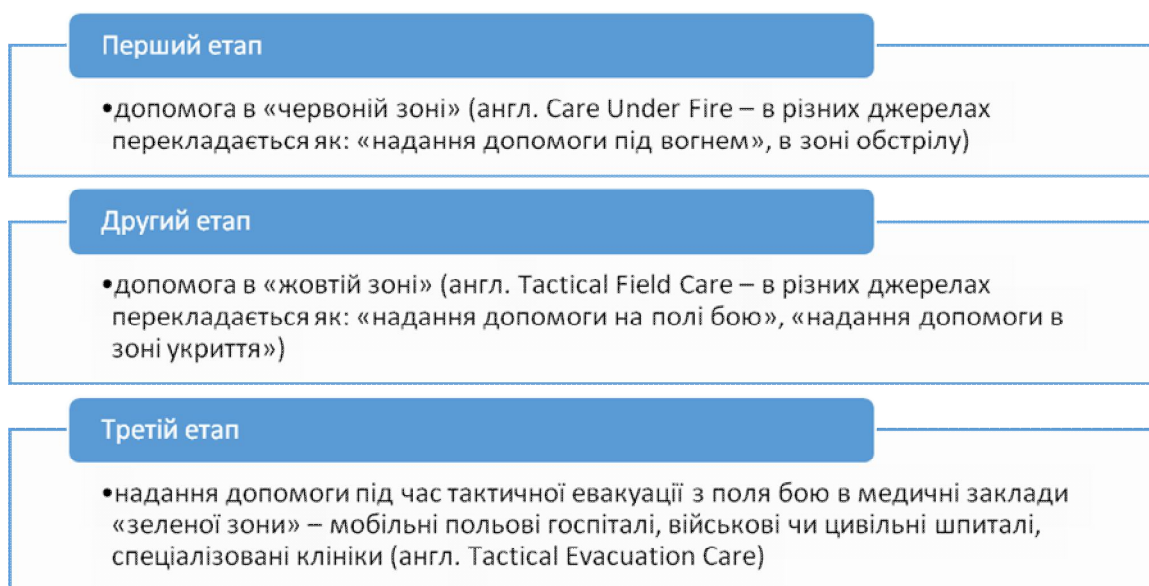 Перший етап
•допомога в «червоній зоні» (англ. Care Under Fire – в різних джерелах
перекладається як: «надання допомоги під вогнем», в зоні обстрілу)
Другий етап
•допомога в «жовтій зоні» (англ. Tactical Field Care – в різних джерелах
перекладається як: «надання допомоги на полі бою», «надання допомоги в
зоні укриття»)
Третій етап
•надання допомоги під час тактичної евакуації з поля бою в медичні заклади
«зеленої зони» – мобільні польові госпіталі, військові чи цивільні шпиталі,
спеціалізовані клініки (англ. Tactical Evacuation Care)